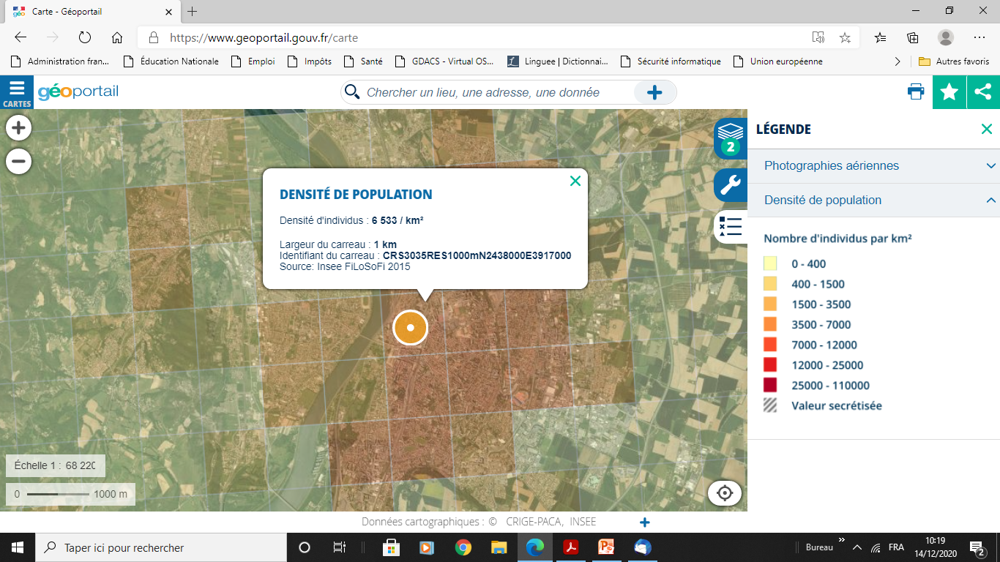 Carte - Géoportail
https://www.geoportail.gouv.fr/carte
Administration fran...
Éducation Nationale
Emploi
Impôts
Santé
GDACS - Virtual OS...
Linguee | Dictionnai...
Sécurité informatique
Union européenne
Autres favoris
CARTES
géoportail
Chercher un lieu, une adresse, une donnée
2
LÉGENDE
Photographies aériennes
Densité de population
Nombre d'individus par km²
0 - 400
400 - 1500
1500 - 3500
3500 - 7000
7000 - 12000
12000 - 25000
25000 - 110000
Valeur secrétisée
DENSITÉ DE POPULATION
Densité d'individus : 6 533 / km²
Largeur du carreau : 1 km
Identifiant du carreau : CRS3035RES1000mN2438000E3917000
Source: Insee FiLoSoFi 2015
Échelle 1 : 68 220
0 1000 m
Données cartographiques : © CRIGE-PACA, INSEE
Taper ici pour rechercher
Bureau
FRA
10:19
14/12/2020
2